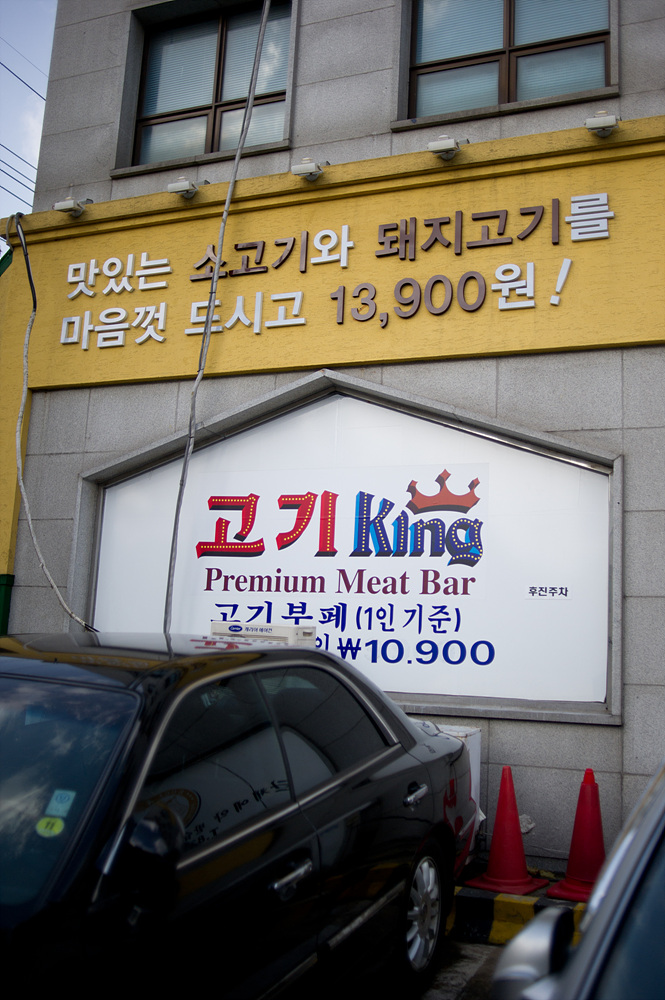 맛있는 소고기와 돼지고기를
마음껏 드시고 13,900원!
고기 King
Premium Meat Bar
후진주차
고기부페 (1인 기준)
인 ₩10.900